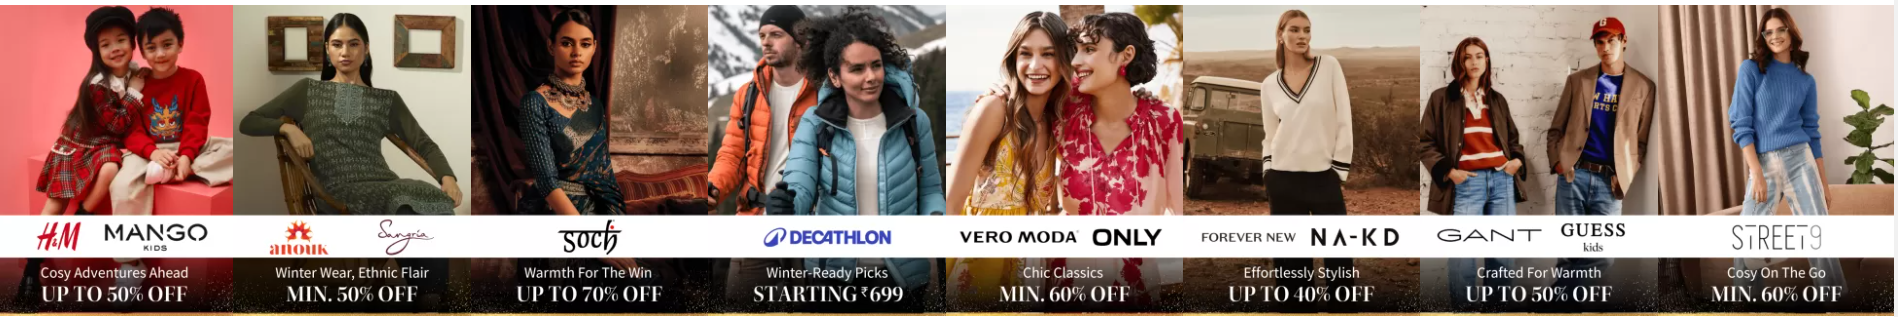 H&M MANGO
KIDS
Cosy Adventures Ahead
UP TO 50% OFF
anouk Sangria
Winter Wear, Ethnic Flair
MIN. 50% OFF
Soch
Warmth For The Win
UP TO 70% OFF
DECATHLON
Winter-Ready Picks
STARTING ₹699
VERO MODA ONLY
Chic Classics
MIN. 60% OFF
FOREVER NEW NA-KD
Effortlessly Stylish
UP TO 40% OFF
G
GANT GUESS
kids
Crafted For Warmth
UP TO 50% OFF
STREET9
Cosy On The Go
MIN. 60% OFF